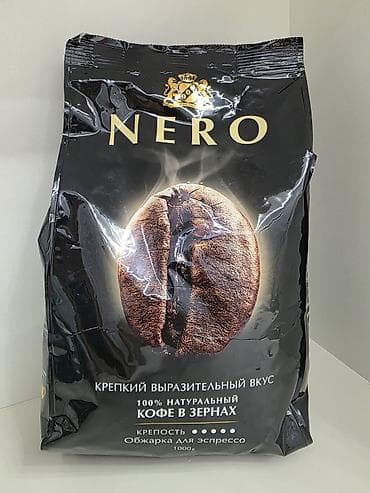 NERO
КРЕПКИЙ ВЫРАЗИТЕЛЬНЫЙ ВКУС
100% НАТУРАЛЬНЫЙ
КОФЕ В ЗЕРНАХ
КРЕПОСТЬ
Обжарка для эспрессо
1000г